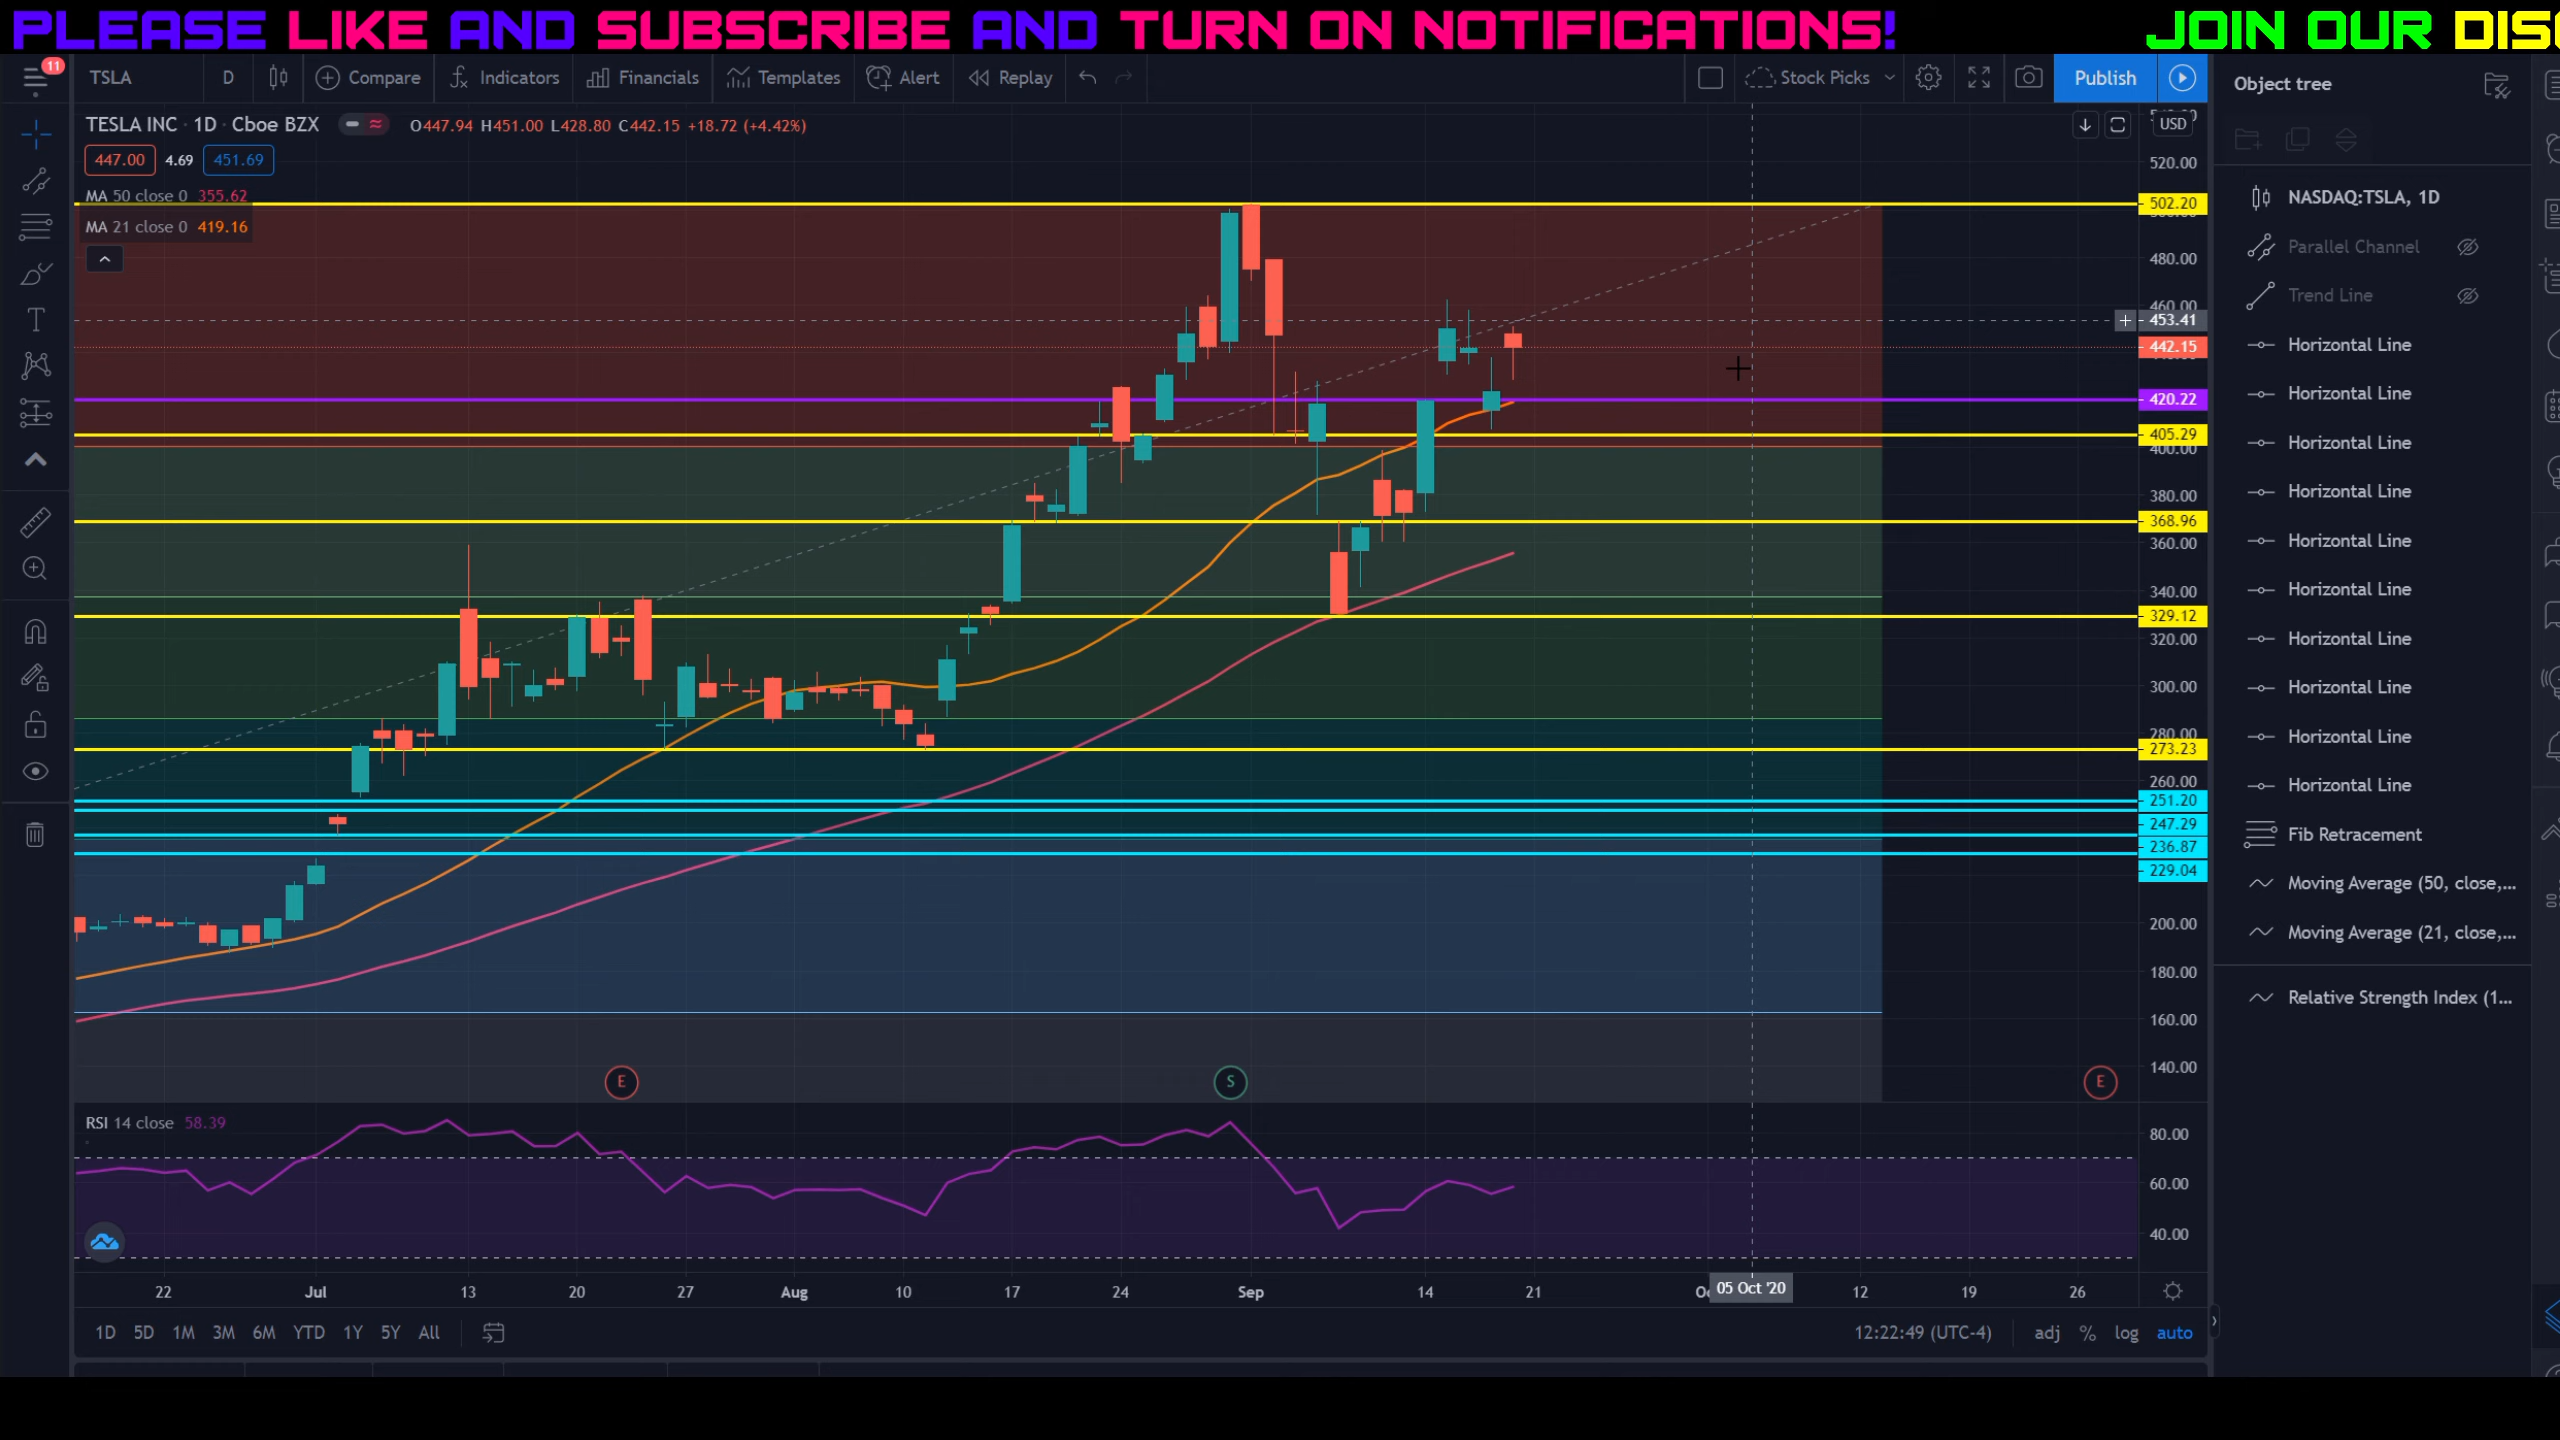 PLEASE LIKE AND SUBSCRIBE AND TURN ON NOTIFICATIONS! JOIN OUR
11 TSLA D Compare Indicators Financials Templates Alert Replay Stock Picks Publish
Object tree
TESLA INC · 1D · Cboe BZX O447.94 H451.00 L428.80 C442.15 +18.72 (+4.42%)
USD
447.00 4.69 451.69
MA 50 close 0 355.62
MA 21 close 0 419.16
520.00
502.20
480.00
460.00
453.41
442.15
420.22
405.29
400.00
380.00
368.96
360.00
340.00
329.12
320.00
300.00
280.00
273.23
260.00
251.20
247.29
236.87
229.04
200.00
180.00
160.00
140.00
E S E
RSI 14 close 58.39
80.00
60.00
40.00
22 Jul 13 20 27 Aug 10 17 24 Sep 14 21 05 Oct '20 12 19 26
1D 5D 1M 3M 6M YTD 1Y 5Y All 12:22:49 (UTC-4) adj % log auto
NASDAQ:TSLA, 1D
Parallel Channel
Trend Line
Horizontal Line
Horizontal Line
Horizontal Line
Horizontal Line
Horizontal Line
Horizontal Line
Horizontal Line
Horizontal Line
Horizontal Line
Horizontal Line
Fib Retracement
Moving Average (50, close,...
Moving Average (21, close,...
Relative Strength Index (1...